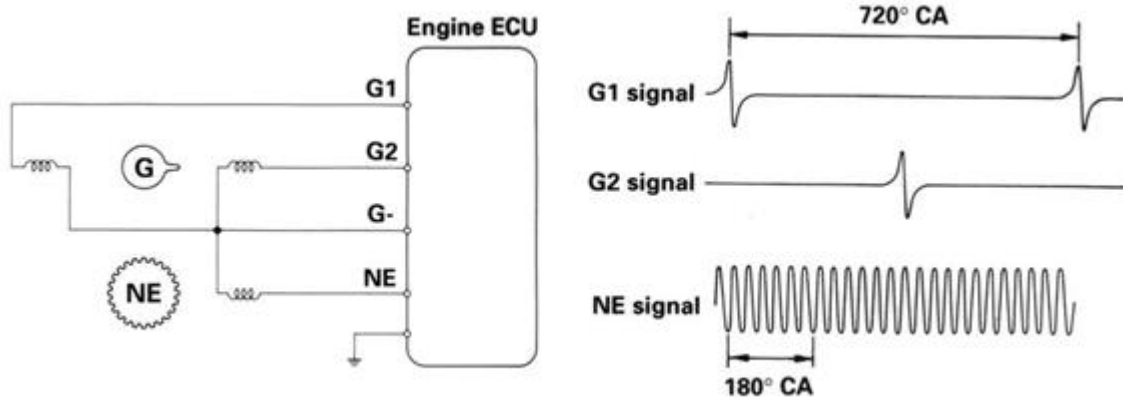 Engine ECU
G1
G
G2
G-
NE
NE
720° CA
G1 signal
G2 signal
NE signal
180° CA